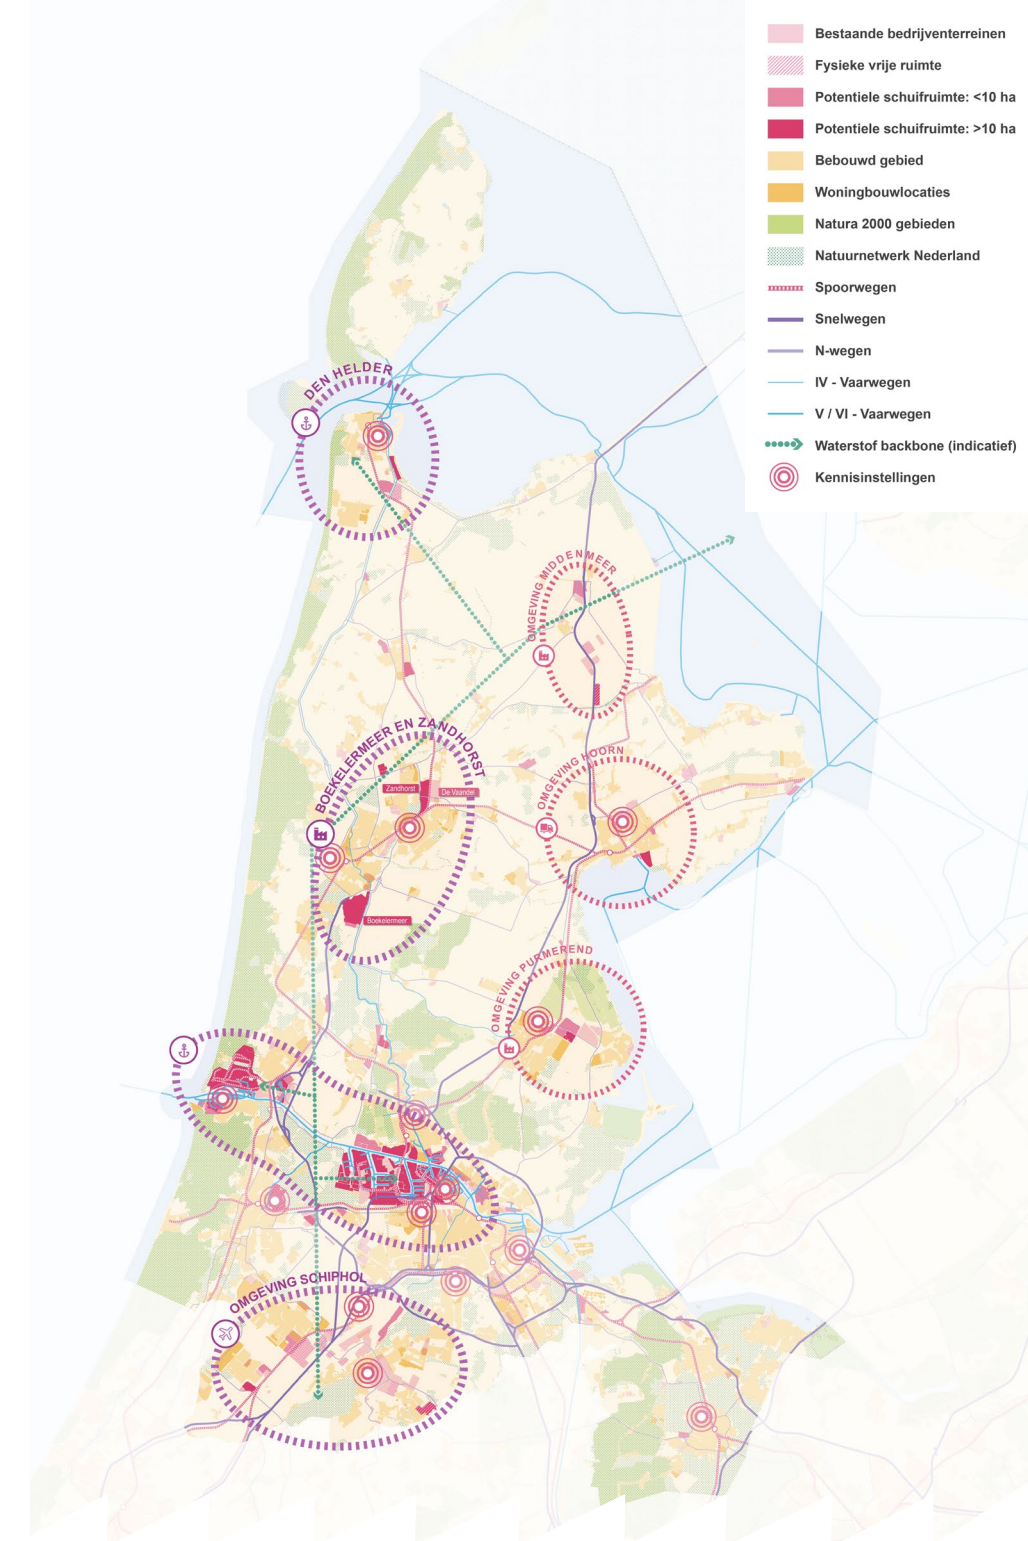 Bestaande bedrijventerreinen
Fysieke vrije ruimte
Potentiele schuifruimte: <10 ha
Potentiele schuifruimte: >10 ha
Bebouwd gebied
Woningbouwlocaties
Natura 2000 gebieden
Natuurnetwerk Nederland
Spoorwegen
Snelwegen
N-wegen
IV - Vaarwegen
V / VI - Vaarwegen
Waterstof backbone (indicatief)
Kennisinstellingen
DEN HELDER
OMGEVING MIDDENMEER
BOEKELERMEER EN ZANDHORST
OMGEVING HOORN
Zandhorst
De Vaandel
Boekelermeer
OMGEVING PURMEREND
OMGEVING SCHIPHOL